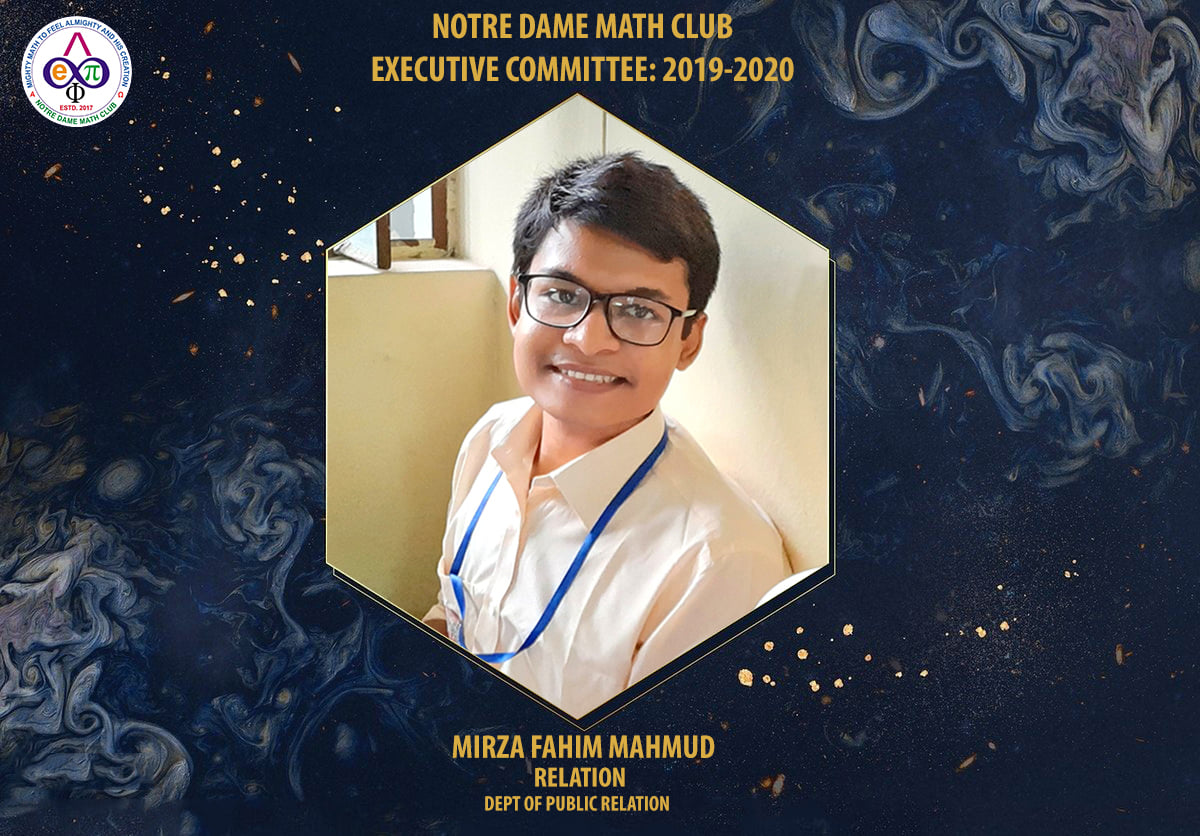 NOTRE DAME MATH CLUB
EXECUTIVE COMMITTEE: 2019-2020
MIGHTY MATH TO FEEL ALMIGHTY AND HIS CREATION
Λ
e π
Φ
Α Ω
ESTD. 2017
NOTRE DAME MATH CLUB
MIRZA FAHIM MAHMUD
RELATION
DEPT OF PUBLIC RELATION